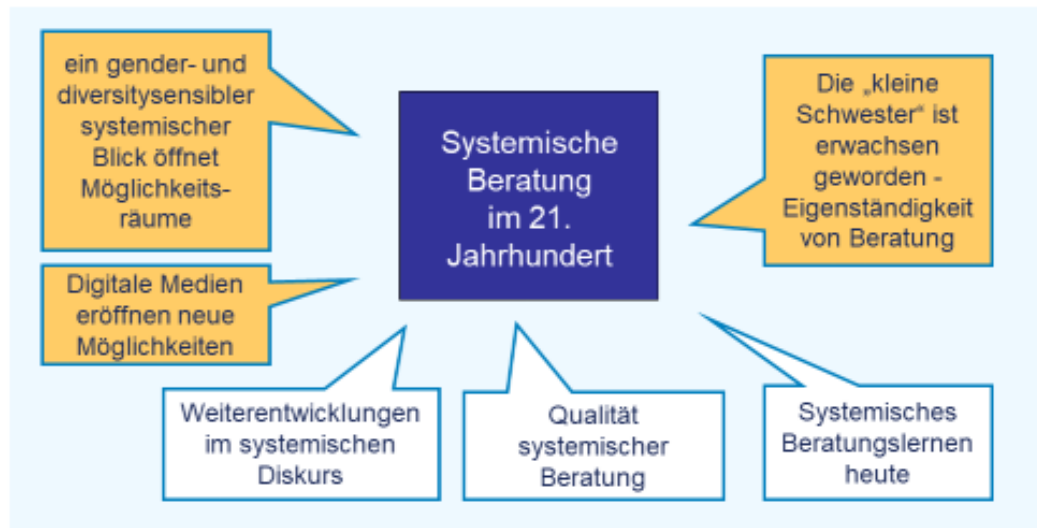 ein gender- und
diversitysensibler
systemischer
Blick öffnet
Möglichkeits-
räume
Systemische
Beratung
im 21.
Jahrhundert
Die „kleine
Schwester“ ist
erwachsen
geworden -
Eigenständigkeit
von Beratung
Digitale Medien
eröffnen neue
Möglichkeiten
Weiterentwicklungen
im systemischen
Diskurs
Qualität
systemischer
Beratung
Systemisches
Beratungslernen
heute